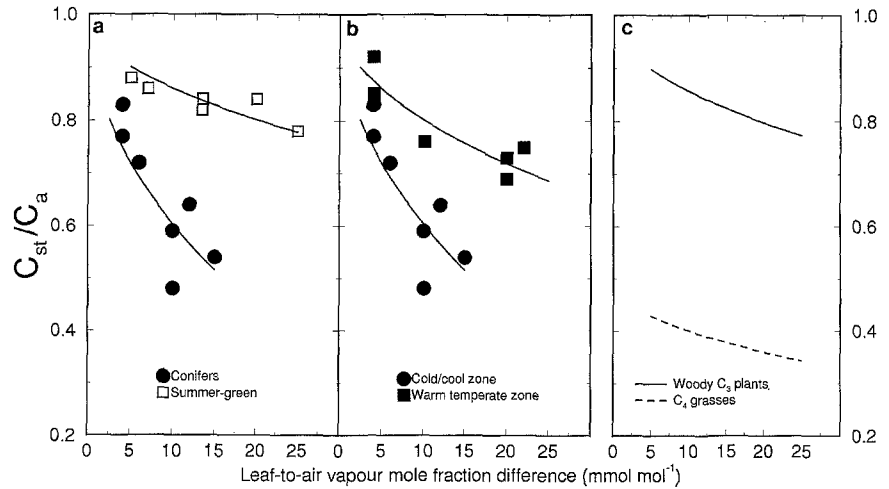 a
b
c
1.0
0.8
0.6
0.4
0.2
C_st/C_a
1.0
0.8
0.6
0.4
0.2
● Conifers
□ Summer-green
● Cold/cool zone
■ Warm temperate zone
Woody C₃ plants
C₄ grasses
0 5 10 15 20 25 0 5 10 15 20 25 0 5 10 15 20 25
Leaf-to-air vapour mole fraction difference (mmol mol⁻¹)